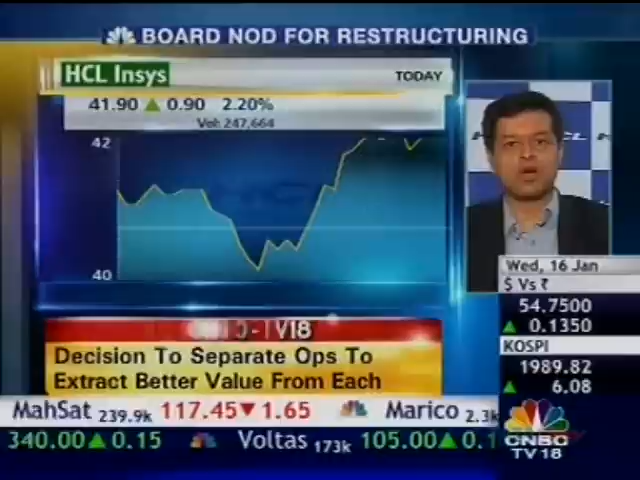 BOARD NOD FOR RESTRUCTURING
HCL Insys
TODAY
41.90 ▲ 0.90 2.20%
Vol: 247,664
42
40
TV18
Decision To Separate Ops To
Extract Better Value From Each
Wed, 16 Jan
$ Vs ₹
54.7500
▲ 0.1350
KOSPI
1989.82
▲ 6.08
MahSat 239.9k 117.45▼1.65 Marico 2.3k
340.00▲0.15 Voltas 173k 105.00▲0.1
CNBC
TV18